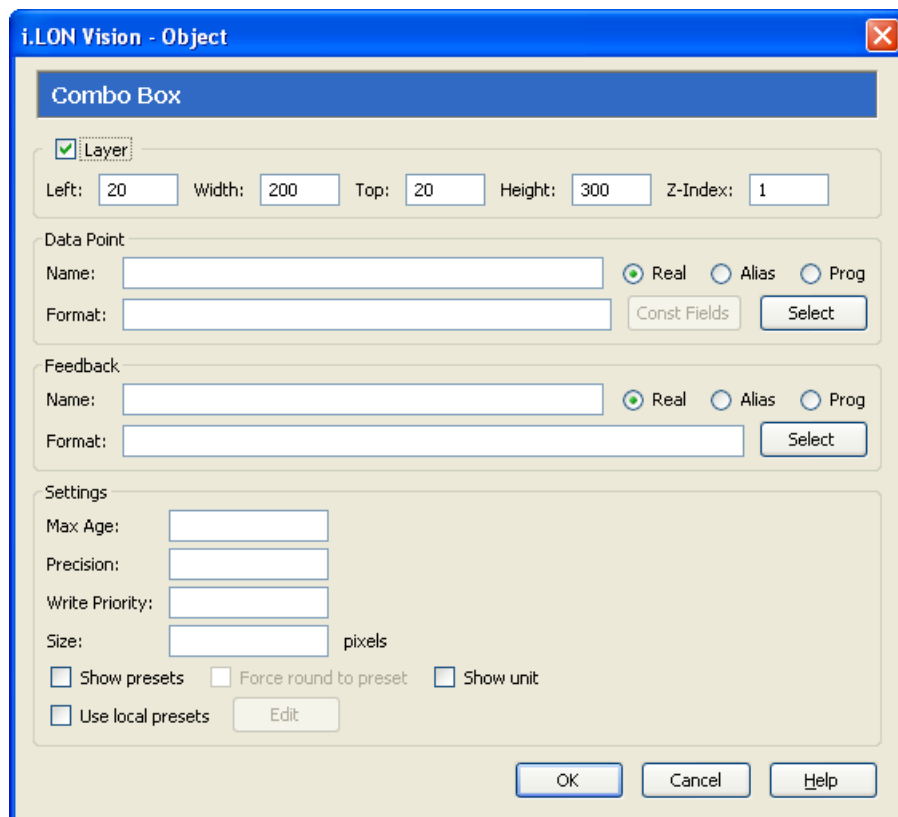 i.LON Vision - Object
Combo Box
Layer
Left: 20 Width: 200 Top: 20 Height: 300 Z-Index: 1
Data Point
Name: Real Alias Prog
Format: Const Fields Select
Feedback
Name: Real Alias Prog
Format: Select
Settings
Max Age:
Precision:
Write Priority:
Size: pixels
Show presets Force round to preset Show unit
Use local presets Edit
OK Cancel Help